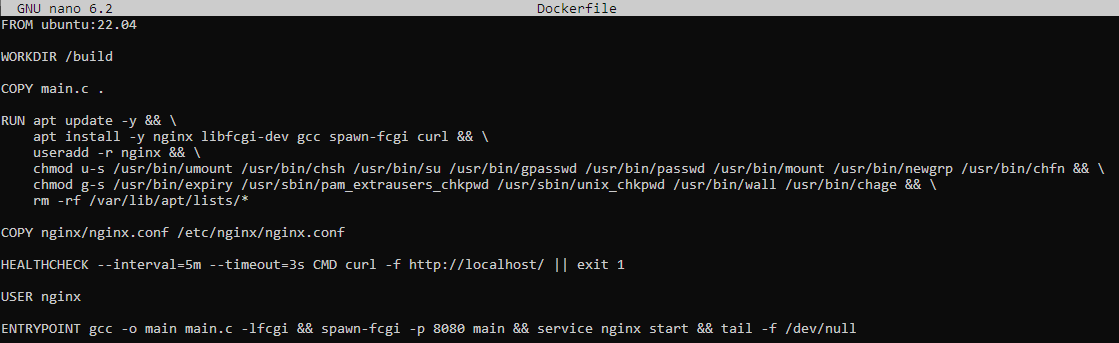 GNU nano 6.2 Dockerfile
FROM ubuntu:22.04
WORKDIR /build
COPY main.c .
RUN apt update -y && \
    apt install -y nginx libfcgi-dev gcc spawn-fcgi curl && \
    useradd -r nginx && \
    chmod u-s /usr/bin/umount /usr/bin/chsh /usr/bin/su /usr/bin/gpasswd /usr/bin/passwd /usr/bin/mount /usr/bin/newgrp /usr/bin/chfn && \
    chmod g-s /usr/bin/expiry /usr/sbin/pam_extrausers_chkpwd /usr/sbin/unix_chkpwd /usr/bin/wall /usr/bin/chage && \
    rm -rf /var/lib/apt/lists/*
COPY nginx/nginx.conf /etc/nginx/nginx.conf
HEALTHCHECK --interval=5m --timeout=3s CMD curl -f http://localhost/ || exit 1
USER nginx
ENTRYPOINT gcc -o main main.c -lfcgi && spawn-fcgi -p 8080 main && service nginx start && tail -f /dev/null